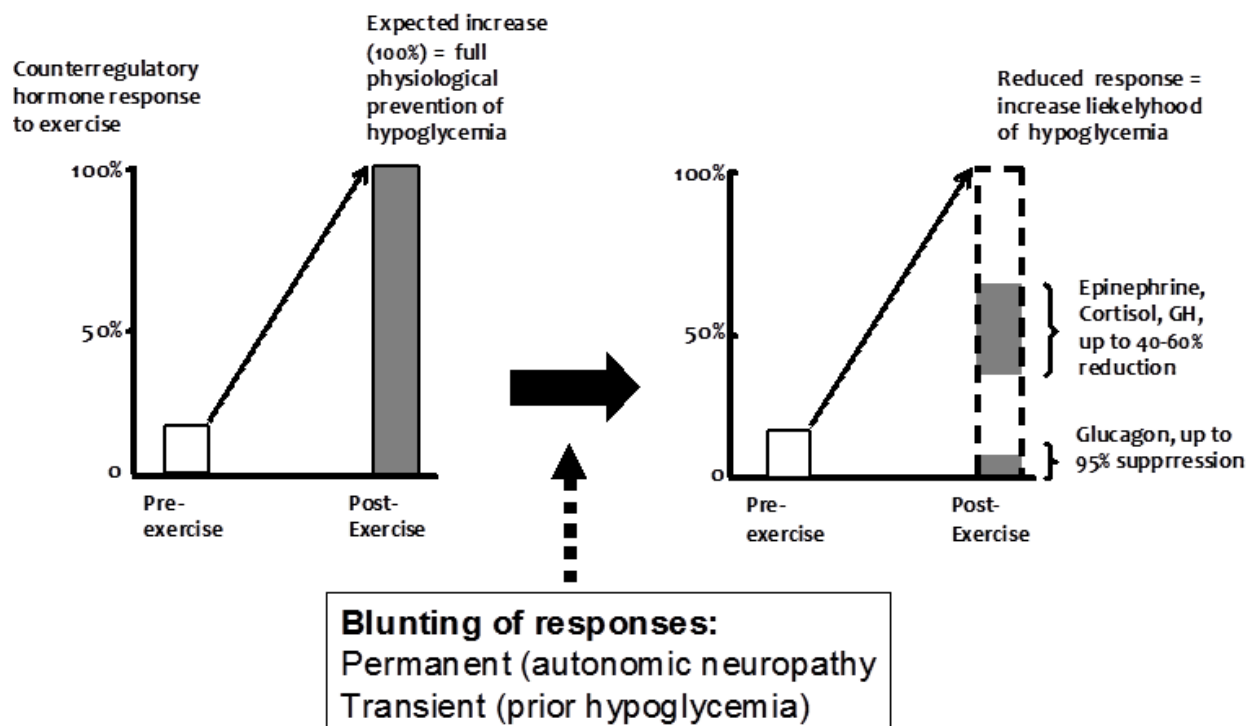 Counterregulatory
hormone response
to exercise
Expected increase
(100%) = full
physiological
prevention of
hypoglycemia
100%
50%
0
Pre-
exercise
Post-
Exercise
Reduced response =
increase liekelyhood
of hypoglycemia
100%
50%
0
Epinephrine,
Cortisol, GH,
up to 40-60%
reduction
Glucagon, up to
95% supprression
Pre-
exercise
Post-
Exercise
Blunting of responses:
Permanent (autonomic neuropathy
Transient (prior hypoglycemia)